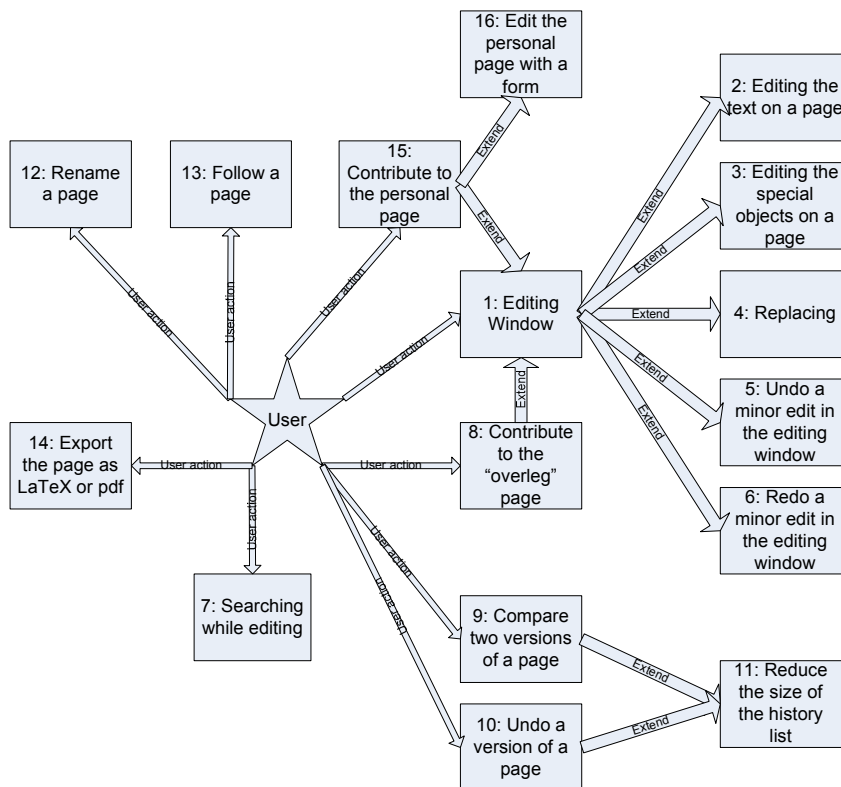 16: Edit the
personal
page with a
form
2: Editing the
text on a page
12: Rename
a page
13: Follow a
page
15:
Contribute to
the personal
page
3: Editing the
special
objects on a
page
Extend
Extend
Extend
Extend
1: Editing
Window
Extend
4: Replacing
User action
User action
User action
User action
Extend
Extend
Extend
5: Undo a
minor edit in
the editing
window
User
14: Export
the page as
LaTeX or pdf
User action
User action
8: Contribute
to the
“overleg”
page
6: Redo a
minor edit in
the editing
window
User action
User action
User action
7: Searching
while editing
9: Compare
two versions
of a page
Extend
11: Reduce
the size of
the history
list
Extend
10: Undo a
version of a
page